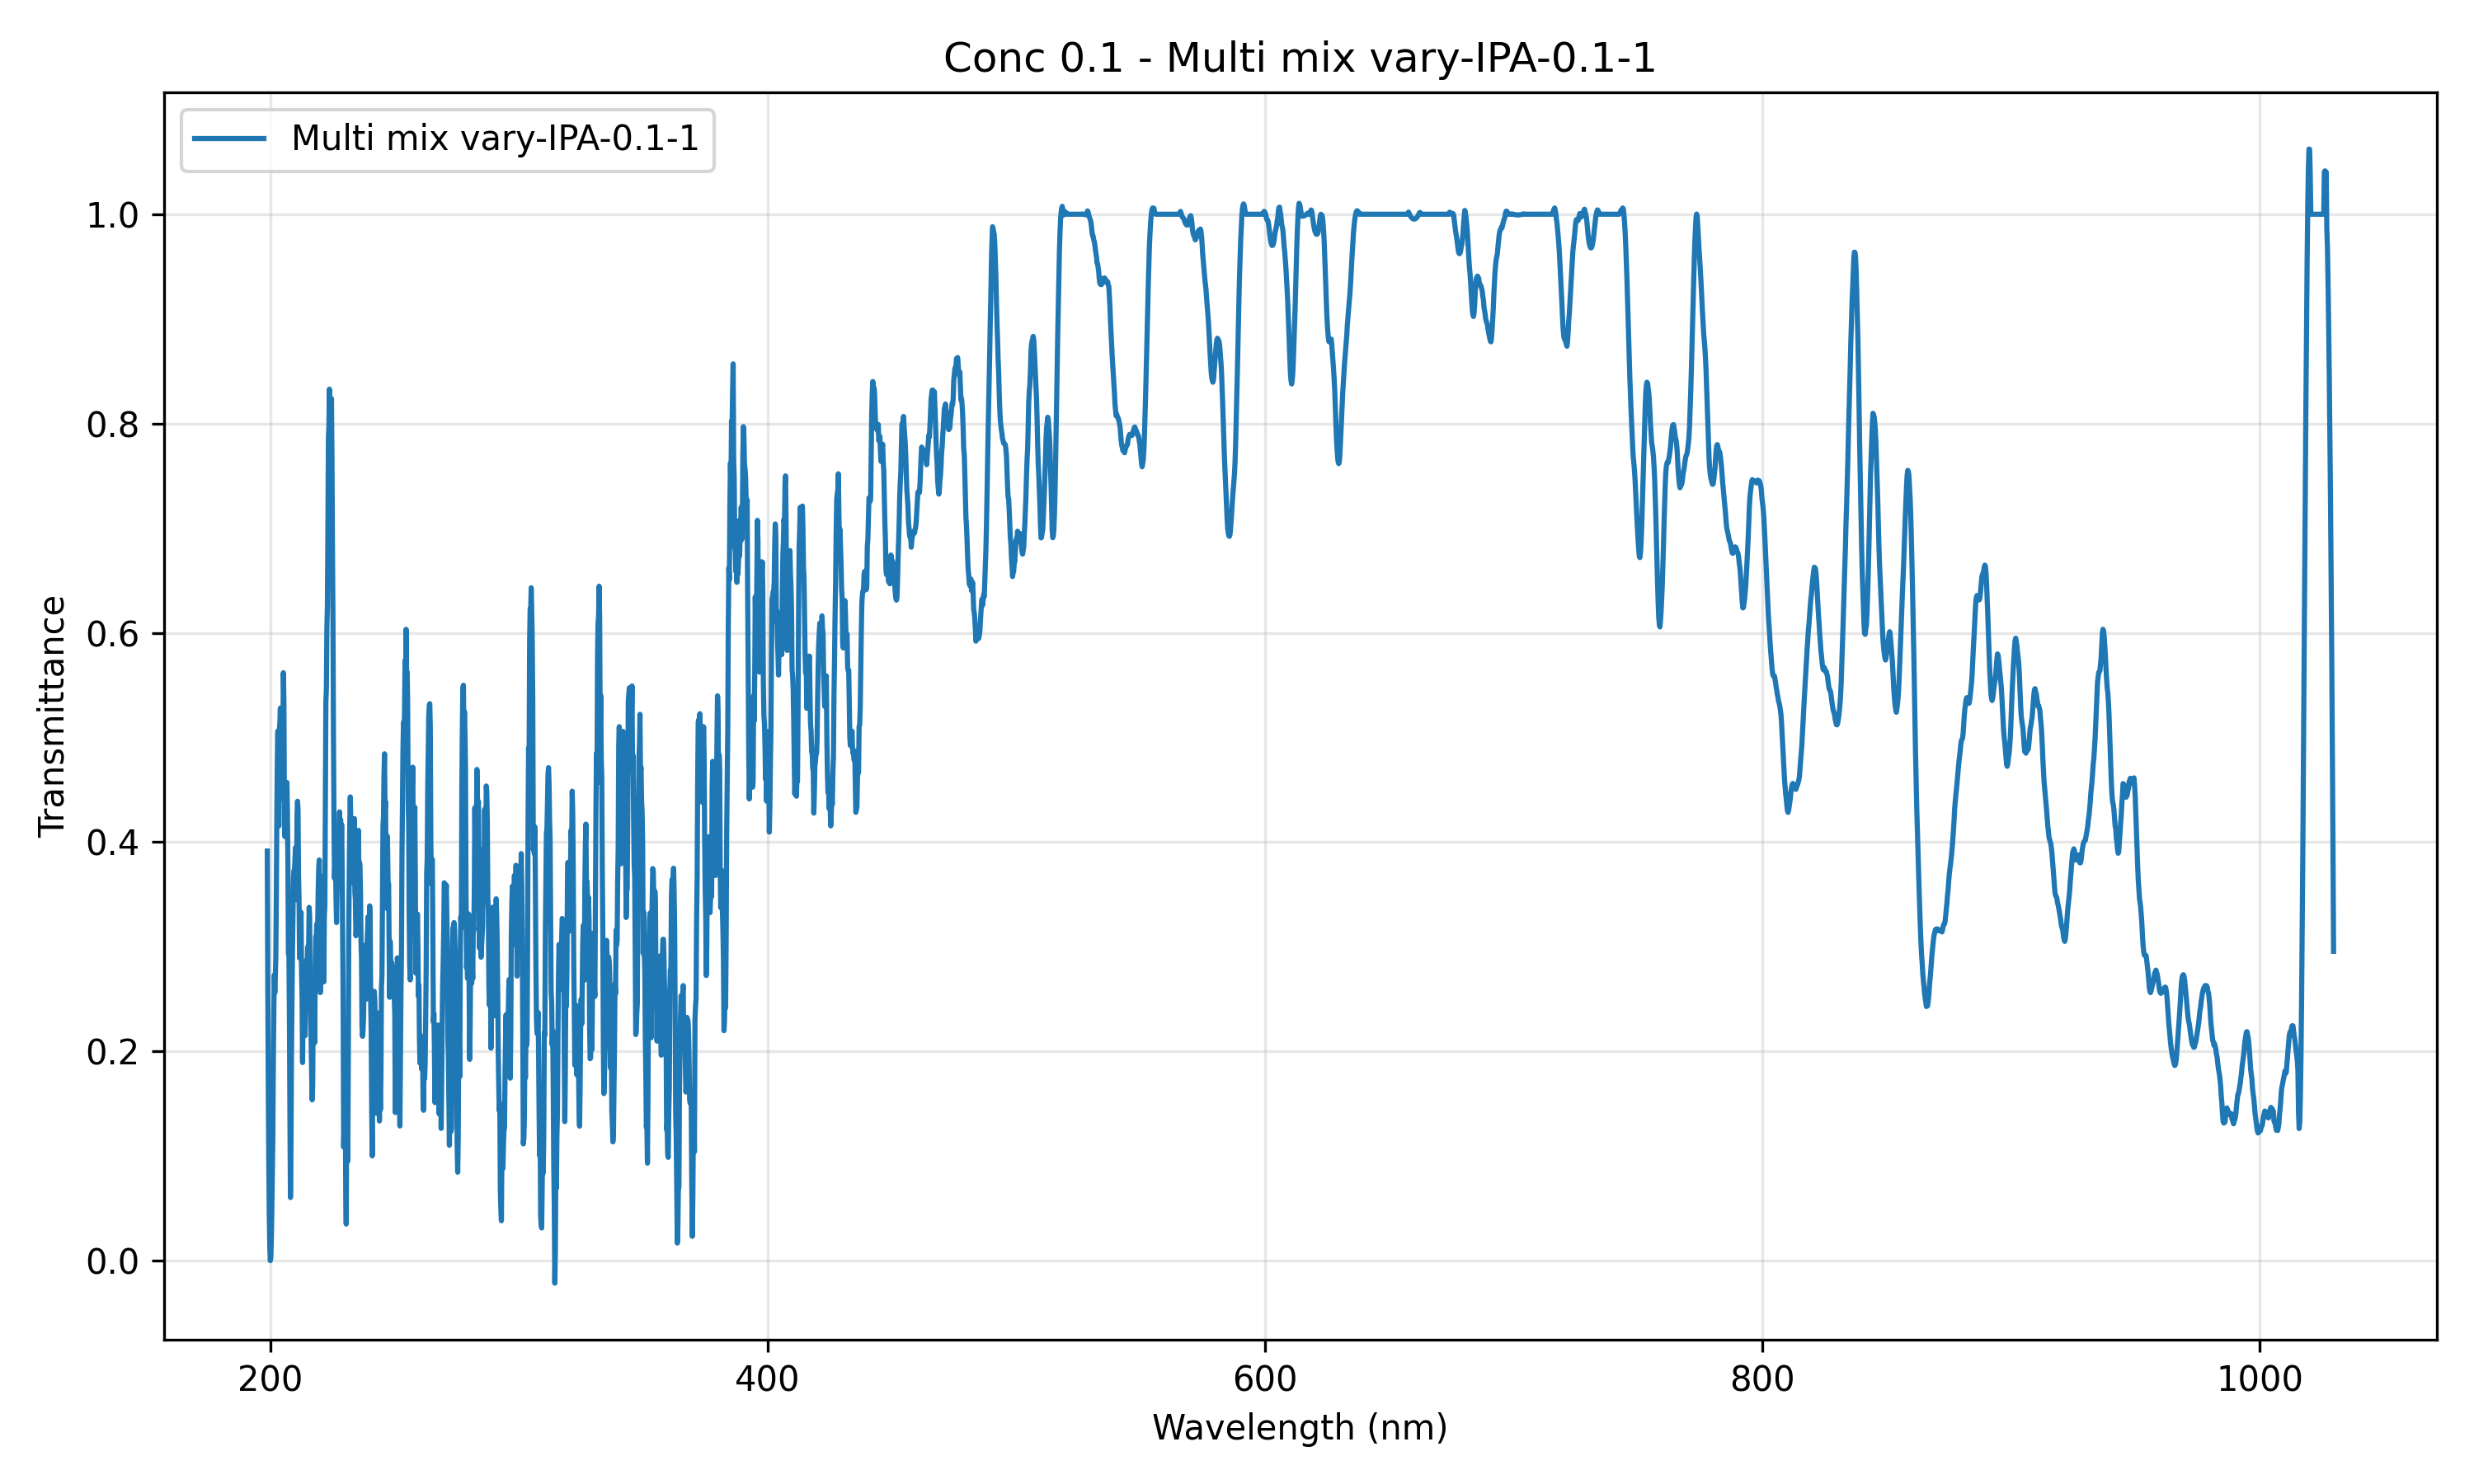 Conc 0.1 - Multi mix vary-IPA-0.1-1
Multi mix vary-IPA-0.1-1
Transmittance
1.0
0.8
0.6
0.4
0.2
0.0
200 400 600 800 1000
Wavelength (nm)